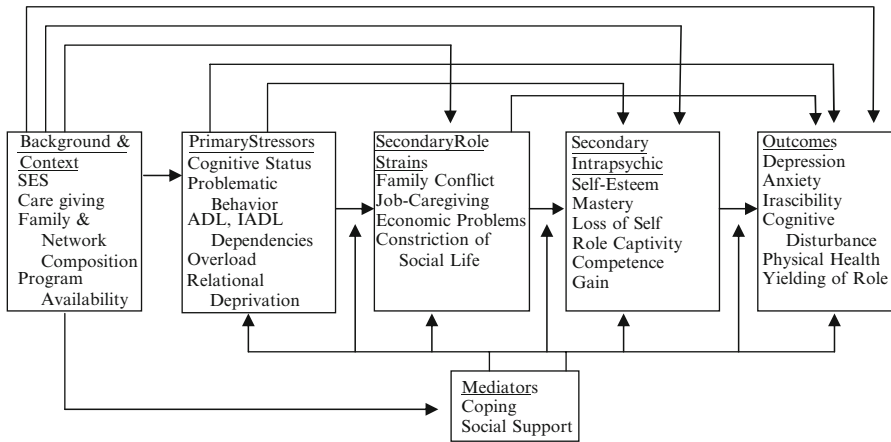 Background &
Context
SES
Care giving
Family &
Network
Composition
Program
Availability
PrimaryStressors
Cognitive Status
Problematic
Behavior
ADL, IADL
Dependencies
Overload
Relational
Deprivation
SecondaryRole
Strains
Family Conflict
Job-Caregiving
Economic Problems
Constriction of
Social Life
Secondary
Intrapsychic
Self-Esteem
Mastery
Loss of Self
Role Captivity
Competence
Gain
Outcomes
Depression
Anxiety
Irascibility
Cognitive
Disturbance
Physical Health
Yielding of Role
Mediators
Coping
Social Support